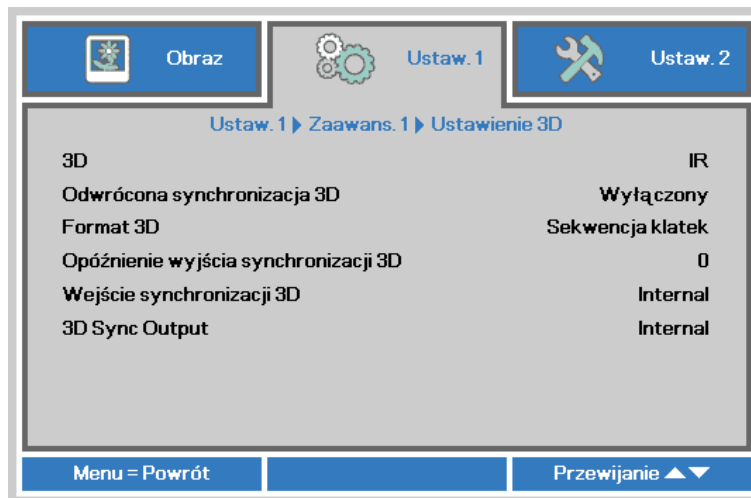 Obraz
Ustaw. 1
Ustaw. 2
Ustaw. 1 ▶ Zaawans. 1 ▶ Ustawienie 3D
3D IR
Odwrócona synchronizacja 3D Wyłączony
Format 3D Sekwencja klatek
Opóźnienie wyjścia synchronizacji 3D 0
Wejście synchronizacji 3D Internal
3D Sync Output Internal
Menu = Powrót Przewijanie ▲▼